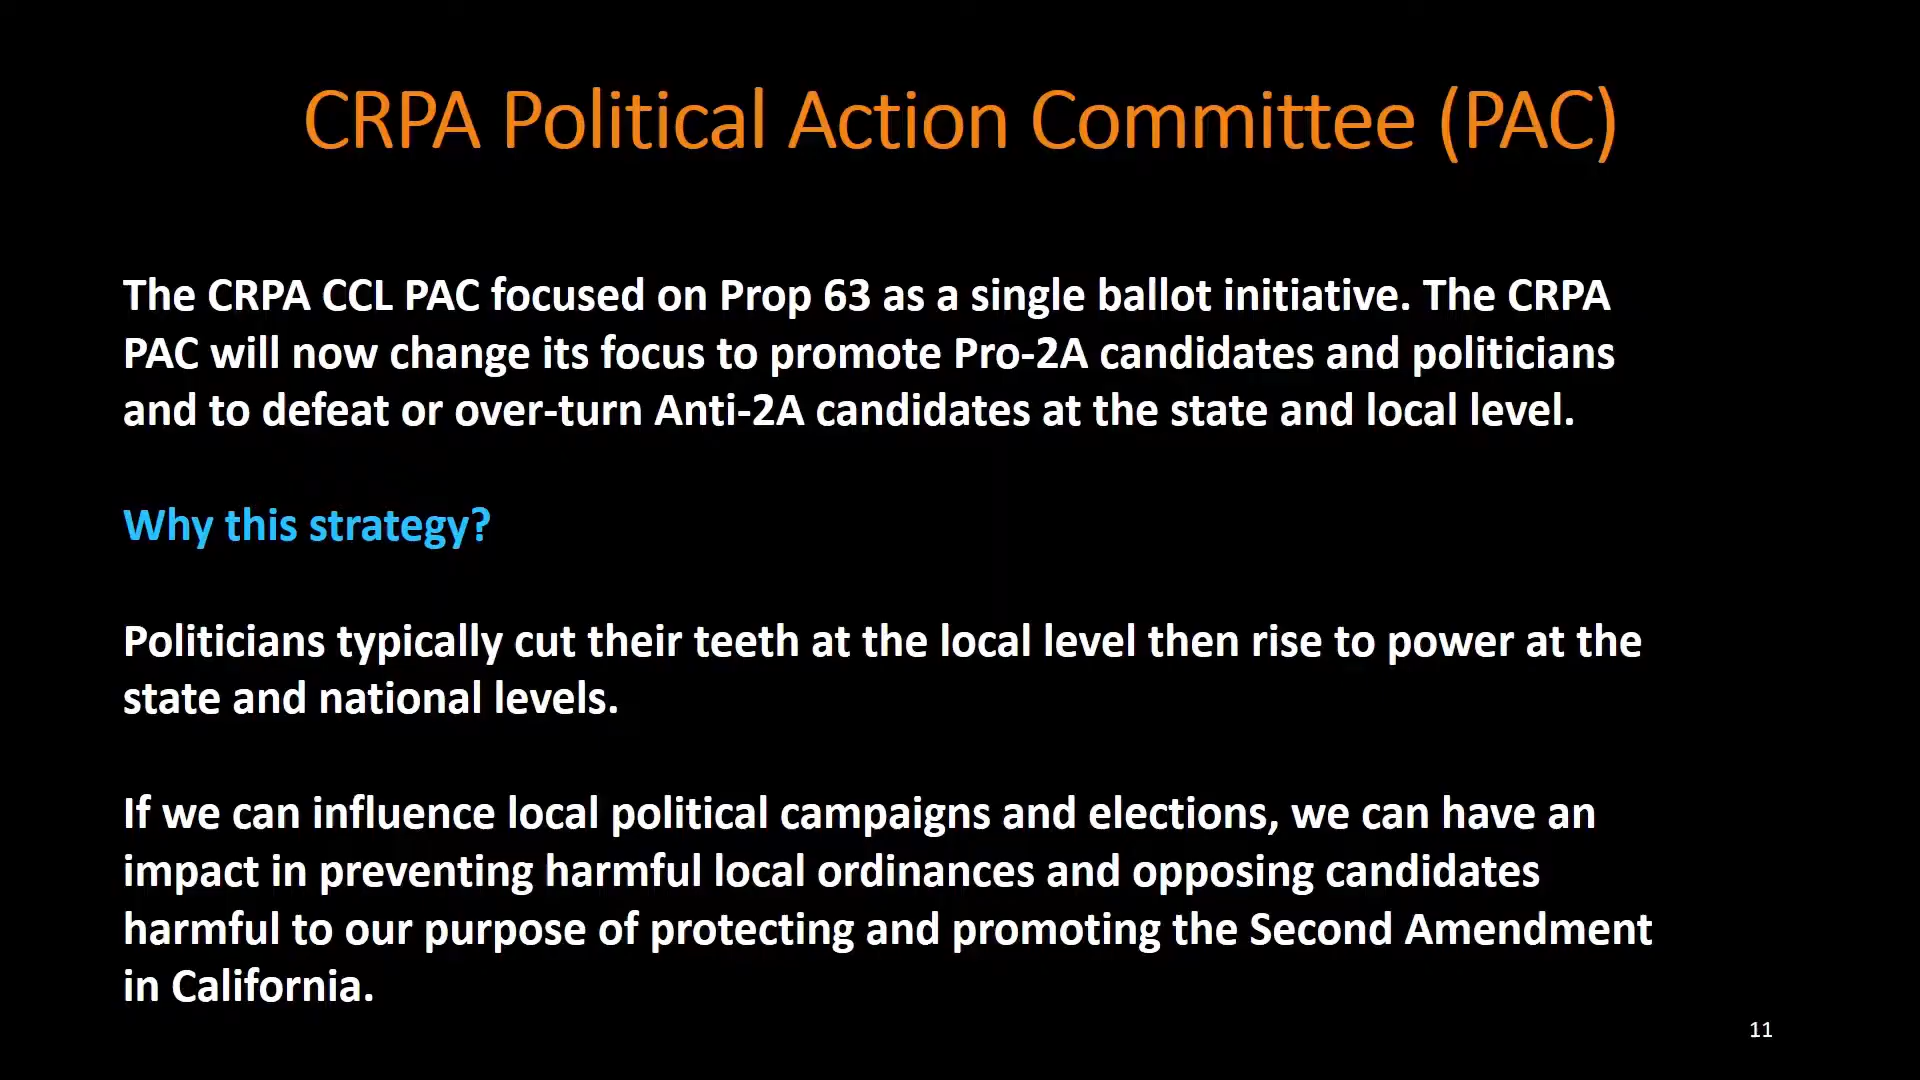 CRPA Political Action Committee (PAC)
The CRPA CCL PAC focused on Prop 63 as a single ballot initiative. The CRPA
PAC will now change its focus to promote Pro-2A candidates and politicians
and to defeat or over-turn Anti-2A candidates at the state and local level.
Why this strategy?
Politicians typically cut their teeth at the local level then rise to power at the
state and national levels.
If we can influence local political campaigns and elections, we can have an
impact in preventing harmful local ordinances and opposing candidates
harmful to our purpose of protecting and promoting the Second Amendment
in California.
11